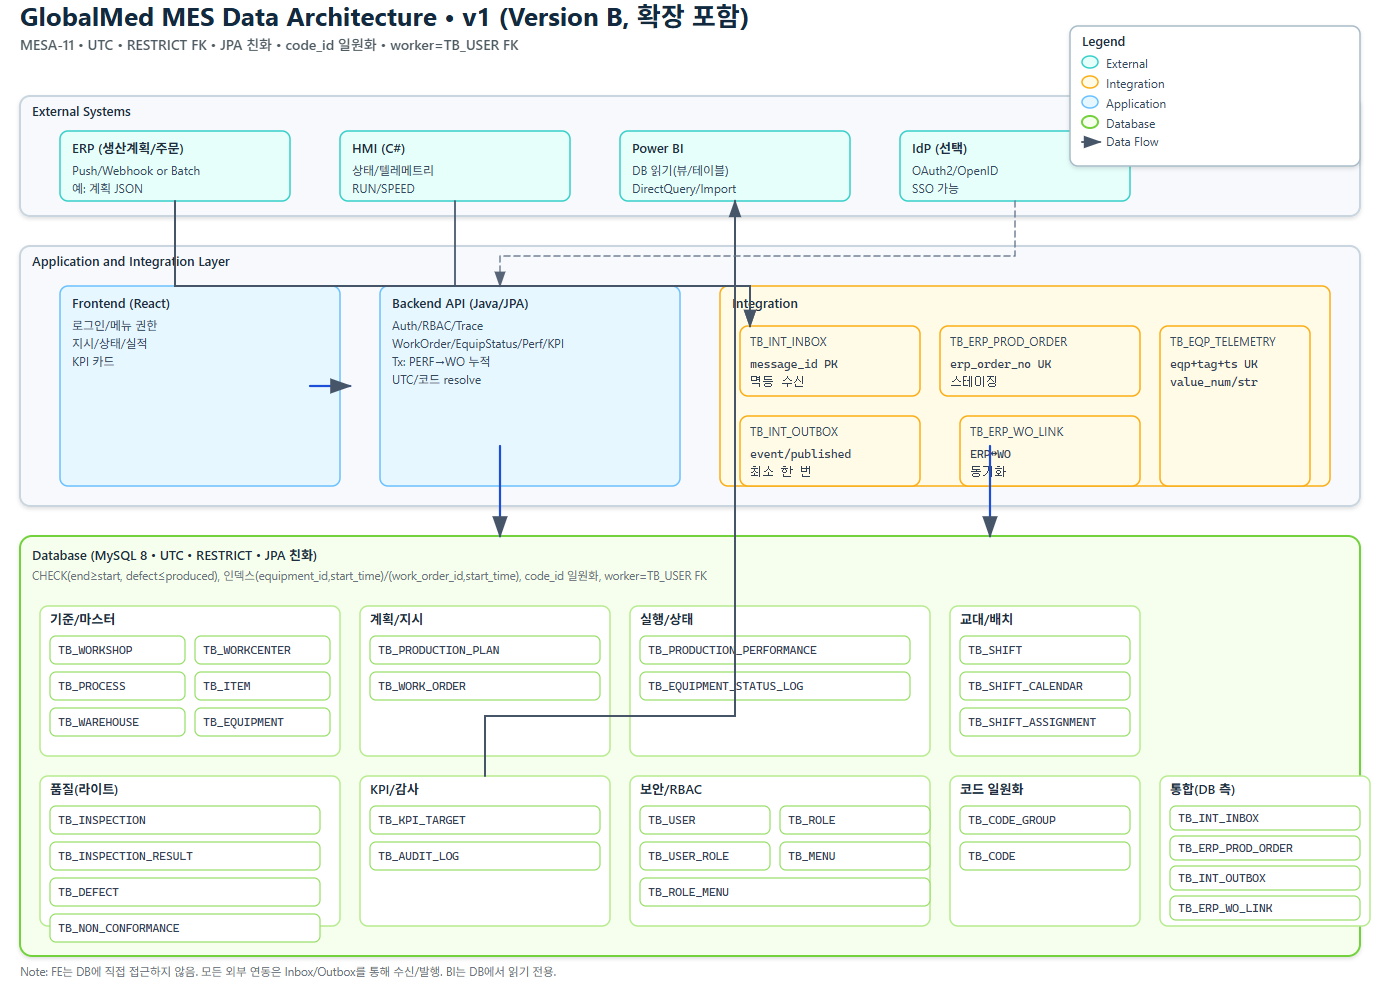 GlobalMed MES Data Architecture • v1 (Version B, 확장 포함)
MESA-11 • UTC • RESTRICT FK • JPA 친화 • code_id 일원화 • worker=TB_USER FK
Legend
External
Integration
Application
Database
Data Flow
External Systems
ERP (생산계획/주문)
Push/Webhook or Batch
예: 계획 JSON
HMI (C#)
상태/텔레메트리
RUN/SPEED
Power BI
DB 읽기(뷰/테이블)
DirectQuery/Import
IdP (선택)
OAuth2/OpenID
SSO 가능
Application and Integration Layer
Frontend (React)
로그인/메뉴 권한
지시/상태/실적
KPI 카드
Backend API (Java/JPA)
Auth/RBAC/Trace
WorkOrder/EquipStatus/Perf/KPI
Tx: PERF→WO 누적
UTC/코드 resolve
Integration
TB_INT_INBOX
message_id PK
멱등 수신
TB_ERP_PROD_ORDER
erp_order_no UK
스테이징
TB_EQP_TELEMETRY
eqp+tag+ts UK
value_num/str
TB_INT_OUTBOX
event/published
최소 한 번
TB_ERP_WO_LINK
ERP↔WO
동기화
Database (MySQL 8 • UTC • RESTRICT • JPA 친화)
CHECK(end≥start, defect≤produced), 인덱스(equipment_id,start_time)/(work_order_id,start_time), code_id 일원화, worker=TB_USER FK
기준/마스터
TB_WORKSHOP
TB_WORKCENTER
TB_PROCESS
TB_ITEM
TB_WAREHOUSE
TB_EQUIPMENT
계획/지시
TB_PRODUCTION_PLAN
TB_WORK_ORDER
실행/상태
TB_PRODUCTION_PERFORMANCE
TB_EQUIPMENT_STATUS_LOG
교대/배치
TB_SHIFT
TB_SHIFT_CALENDAR
TB_SHIFT_ASSIGNMENT
품질(라이트)
TB_INSPECTION
TB_INSPECTION_RESULT
TB_DEFECT
TB_NON_CONFORMANCE
KPI/감사
TB_KPI_TARGET
TB_AUDIT_LOG
보안/RBAC
TB_USER
TB_ROLE
TB_USER_ROLE
TB_MENU
TB_ROLE_MENU
코드 일원화
TB_CODE_GROUP
TB_CODE
통합(DB 측)
TB_INT_INBOX
TB_ERP_PROD_ORDER
TB_INT_OUTBOX
TB_ERP_WO_LINK
Note: FE는 DB에 직접 접근하지 않음. 모든 외부 연동은 Inbox/Outbox를 통해 수신/발행. BI는 DB에서 읽기 전용.